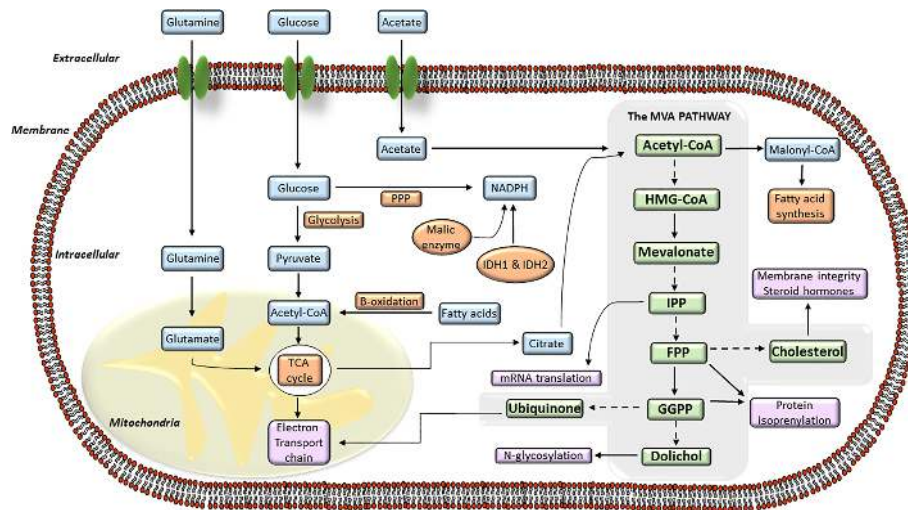 Glutamine
Glucose
Acetate
Extracellular
Membrane
The MVA PATHWAY
Acetate
Acetyl-CoA
Malonyl-CoA
Glucose
PPP
NADPH
HMG-CoA
Fatty acid
synthesis
Glycolysis
Malic
enzyme
IDH1 & IDH2
Mevalonate
Intracellular
Glutamine
Pyruvate
Membrane integrity
Steroid hormones
B-oxidation
Acetyl-CoA
Fatty acids
IPP
Glutamate
TCA
cycle
Citrate
FPP
Cholesterol
mRNA translation
Mitochondria
Electron
Transport
chain
Ubiquinone
GGPP
Protein
isoprenylation
N-glycosylation
Dolichol